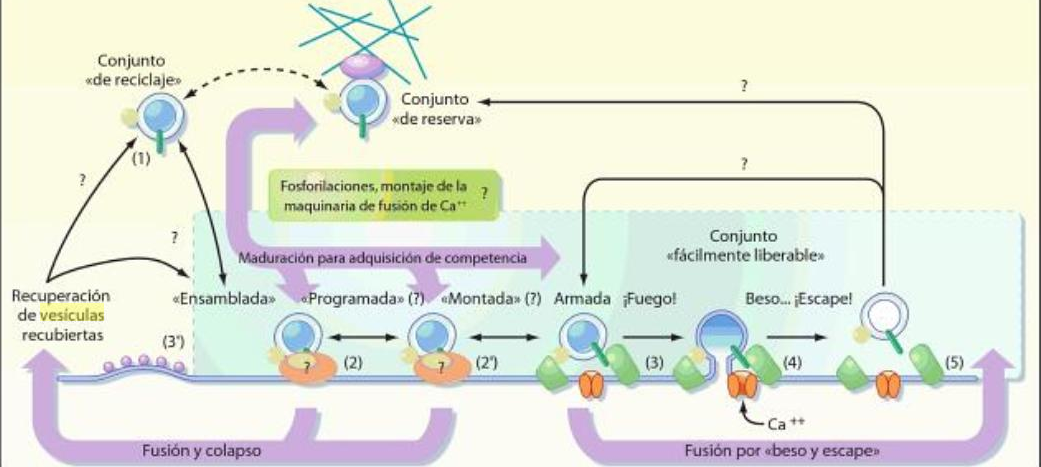 Conjunto
«de reciclaje»
Conjunto
«de reserva»
?
(1)
?
?
Fosforilaciones, montaje de la
maquinaria de fusión de Ca⁺⁺
?
?
Conjunto
«fácilmente liberable»
Maduración para adquisición de competencia
Recuperación
de vesículas
recubiertas
«Ensamblada»
«Programada» (?)
«Montada» (?)
Armada
¡Fuego!
Beso... ¡Escape!
(3')
?
(2)
?
(2')
(3)
(4)
(5)
Ca ⁺⁺
Fusión y colapso
Fusión por «beso y escape»